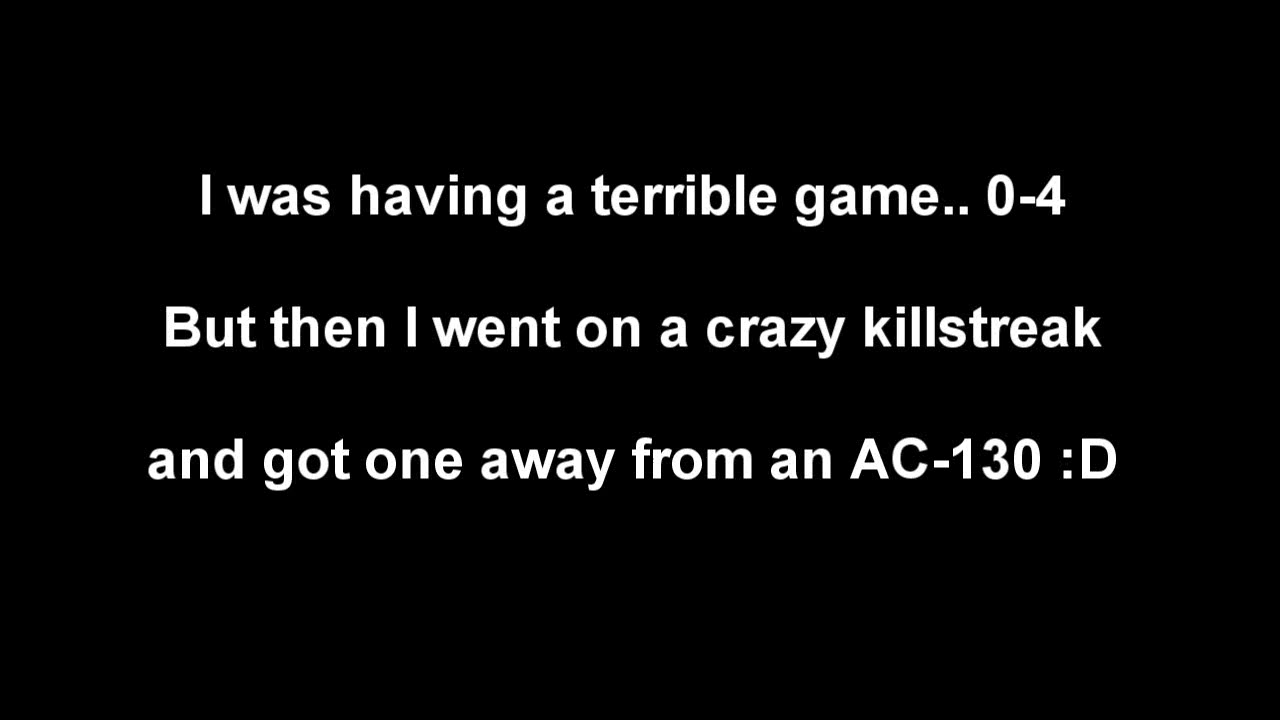 I was having a terrible game.. 0-4
But then I went on a crazy killstreak
and got one away from an AC-130 :D